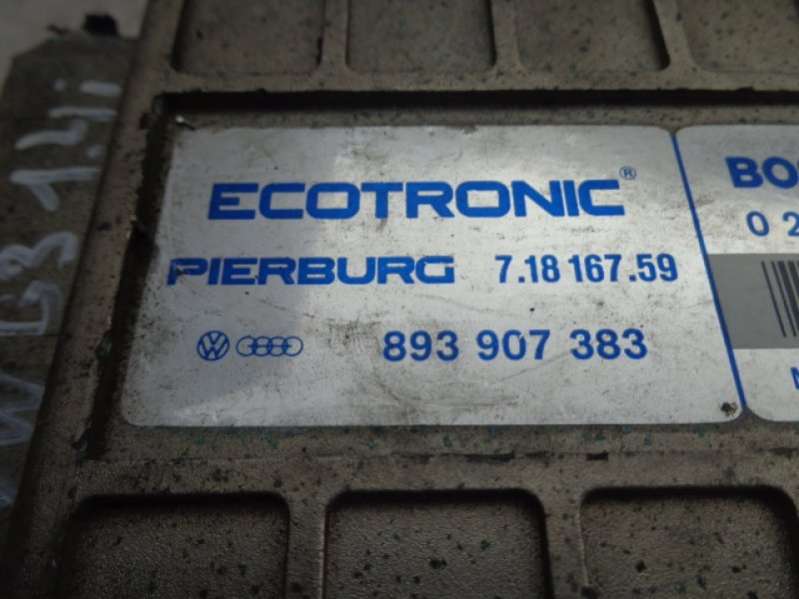 ECOTRONIC®
PIERBURG 7.18 167.59
893 907 383
BO
0 2